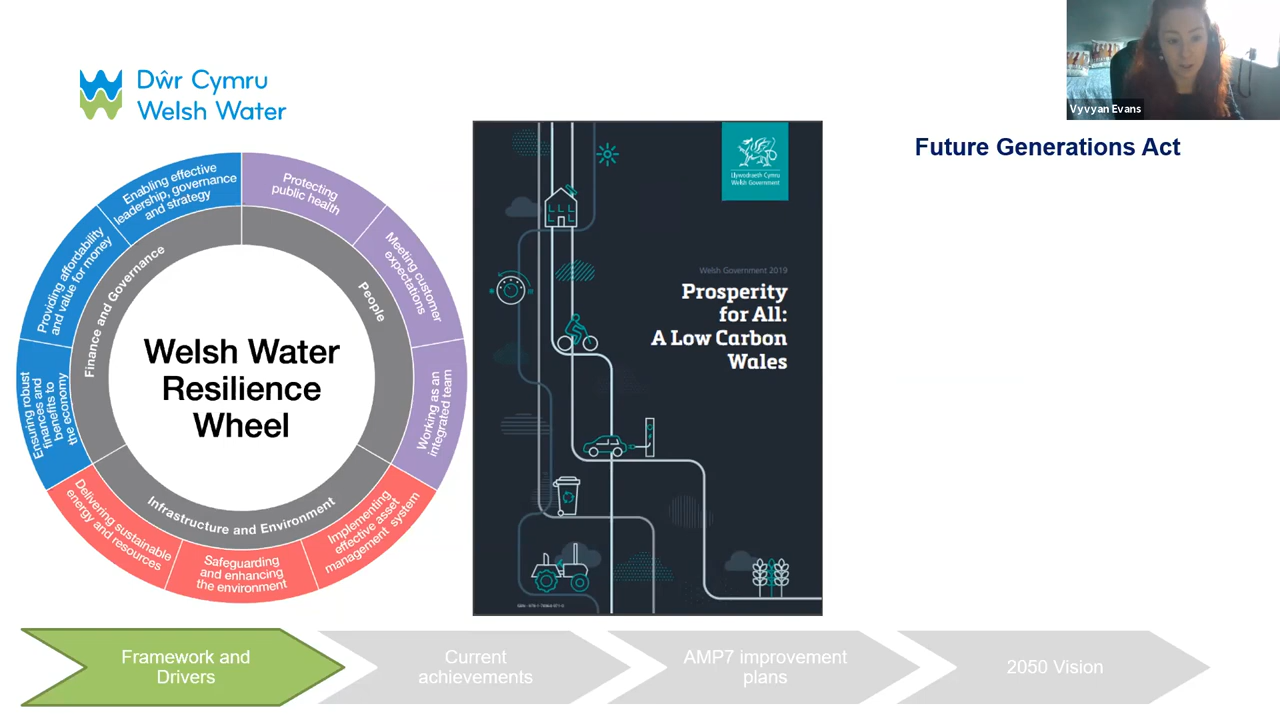 Dŵr Cymru
Welsh Water
Vyvyan Evans
Future Generations Act
Enabling effective
leadership, governance
and strategy
Protecting
public health
Providing affordability
and value for money
Meeting customer
expectations
Ensuring robust
finances and
benefits to
the economy
Working as an
integrated team
Delivering sustainable
energy and resources
Safeguarding
and enhancing
the environment
Implementing
effective asset
management system
Finance and Governance
People
Infrastructure and Environment
Welsh Water
Resilience
Wheel
Llywodraeth Cymru
Welsh Government
Welsh Government 2019
Prosperity
for All:
A Low Carbon
Wales
Framework and
Drivers
Current
achievements
AMP7 improvement
plans
2050 Vision